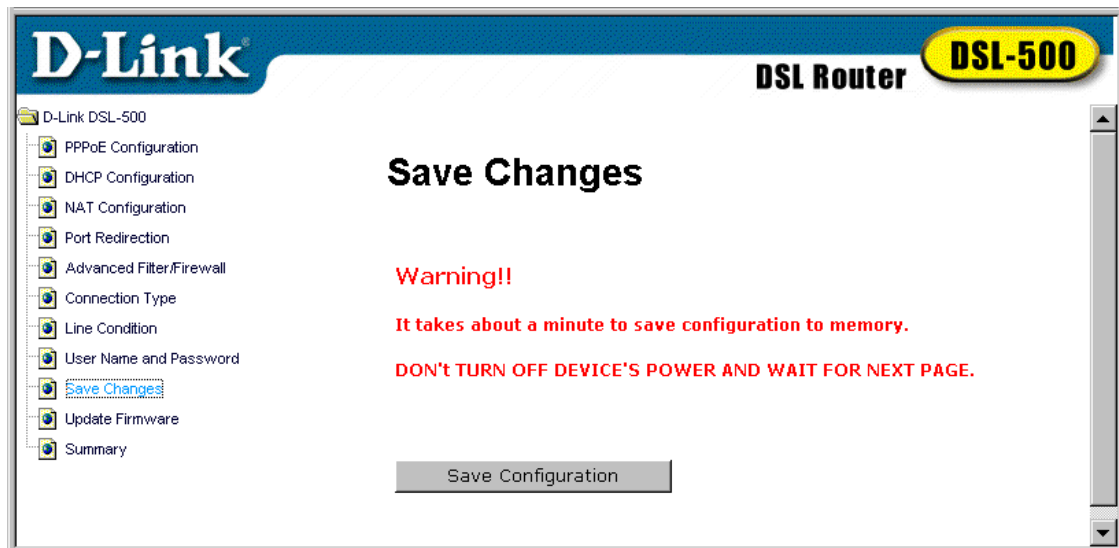 D-Link
DSL Router DSL-500
D-Link DSL-500
PPPoE Configuration
DHCP Configuration
NAT Configuration
Port Redirection
Advanced Filter/Firewall
Connection Type
Line Condition
User Name and Password
Save Changes
Update Firmware
Summary
Save Changes
Warning!!
It takes about a minute to save configuration to memory.
DON't TURN OFF DEVICE'S POWER AND WAIT FOR NEXT PAGE.
Save Configuration